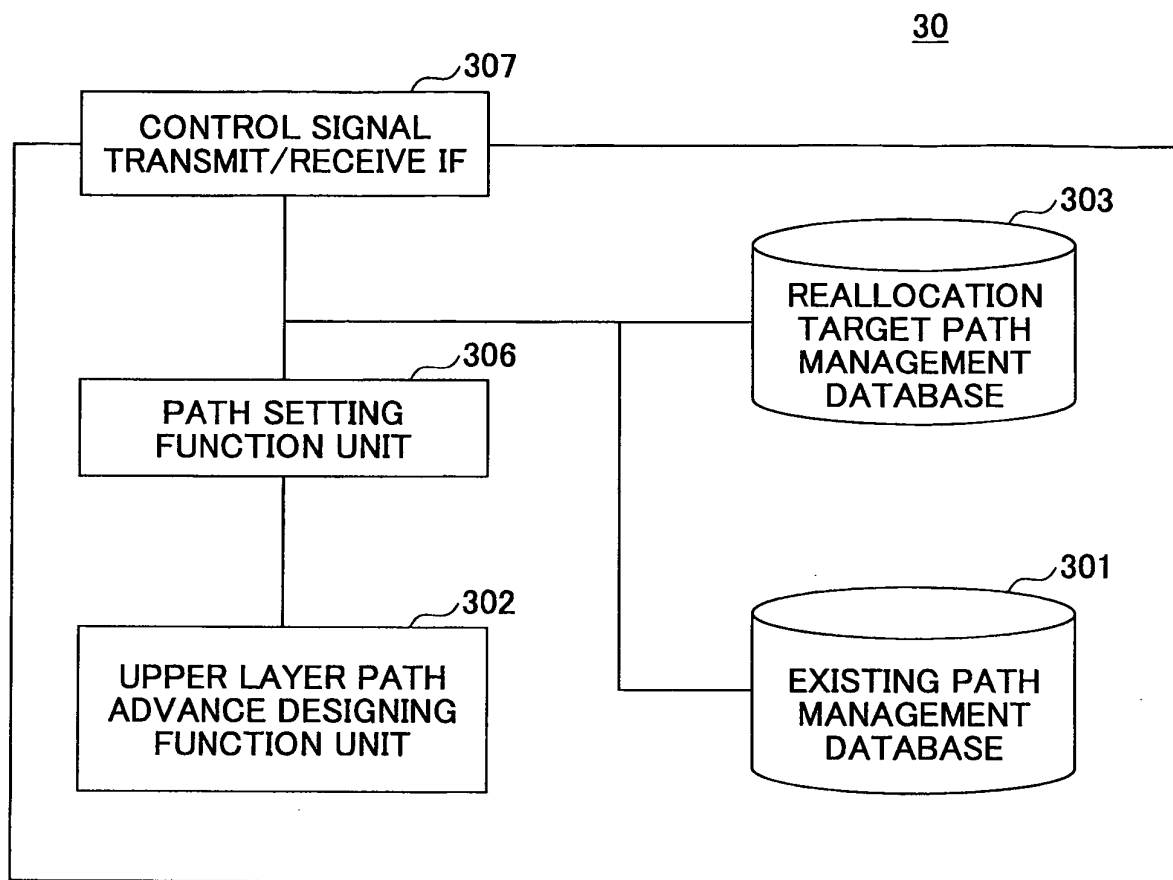 30
307
CONTROL SIGNAL
TRANSMIT/RECEIVE IF
303
REALLOCATION
TARGET PATH
MANAGEMENT
DATABASE
306
PATH SETTING
FUNCTION UNIT
302
UPPER LAYER PATH
ADVANCE DESIGNING
FUNCTION UNIT
301
EXISTING PATH
MANAGEMENT
DATABASE